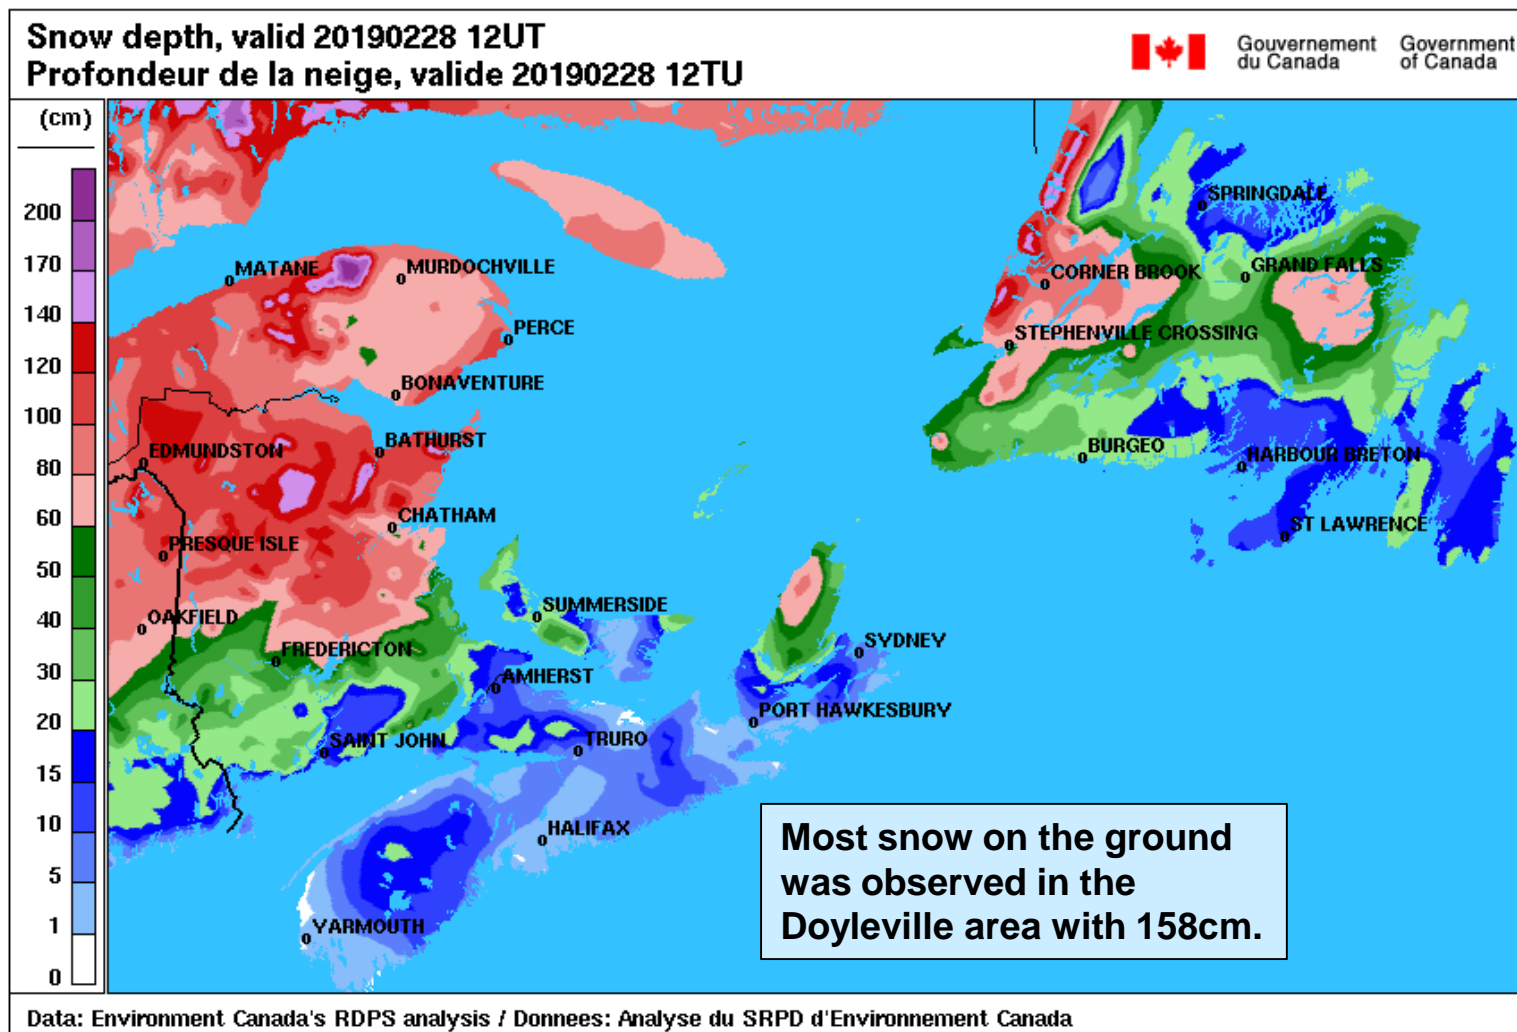 Snow depth, valid 20190228 12UT
Profondeur de la neige, valide 20190228 12TU
Gouvernement du Canada
Government of Canada
(cm)
200
170
140
120
100
80
60
50
40
30
20
15
10
5
1
0
SPRINGDALE
MATANE
MURDOCHVILLE
CORNER BROOK
GRAND FALLS
PERCE
STEPHENVILLE CROSSING
BONAVENTURE
EDMUNDSTON
BATHURST
BURGEO
HARBOUR BRETON
CHATHAM
ST LAWRENCE
PRESQUE ISLE
OAKFIELD
SUMMERSIDE
FREDERICTON
SYDNEY
AMHERST
PORT HAWKESBURY
SAINT JOHN
TRURO
HALIFAX
YARMOUTH
Most snow on the ground
was observed in the
Doyleville area with 158cm.
Data: Environment Canada's RDPS analysis / Donnees: Analyse du SRPD d'Environnement Canada